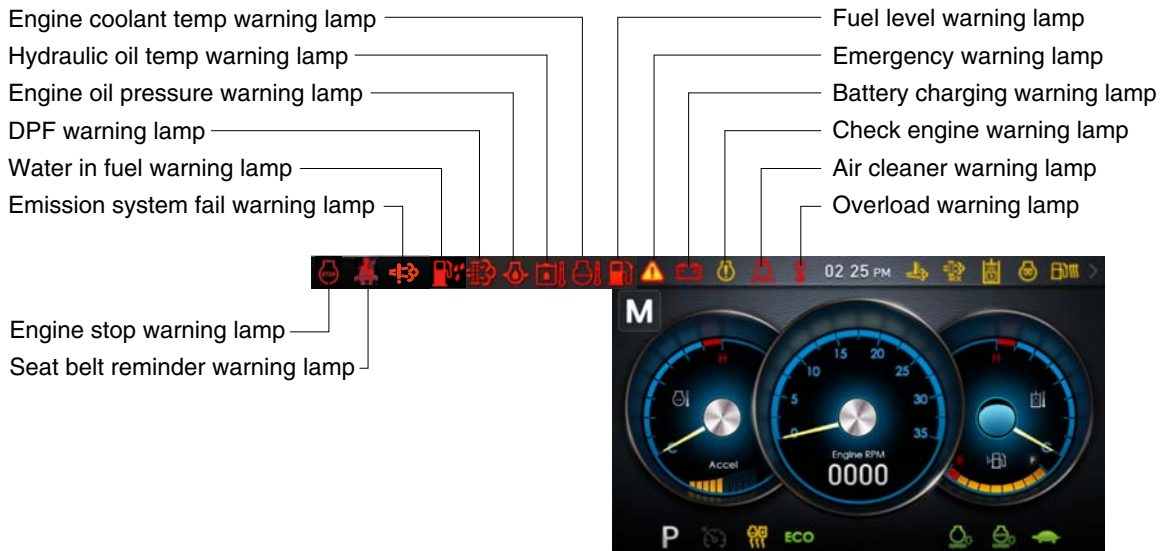 Engine coolant temp warning lamp
Hydraulic oil temp warning lamp
Engine oil pressure warning lamp
DPF warning lamp
Water in fuel warning lamp
Emission system fail warning lamp
Fuel level warning lamp
Emergency warning lamp
Battery charging warning lamp
Check engine warning lamp
Air cleaner warning lamp
Overload warning lamp
STOP
02 25 PM
Engine stop warning lamp
Seat belt reminder warning lamp
M
H
C
Accel
0 5 10 15 20 25 30 35
Engine RPM
0000
H
C
E F
P
ECO